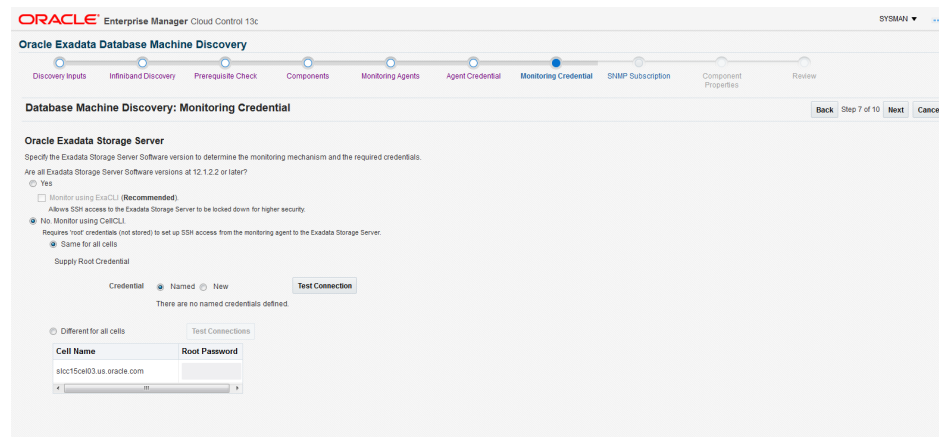 ORACLE Enterprise Manager Cloud Control 13c
SYSMAN
Oracle Exadata Database Machine Discovery
Discovery Inputs
Infiniband Discovery
Prerequisite Check
Components
Monitoring Agents
Agent Credential
Monitoring Credential
SNMP Subscription
Component
Properties
Review
Database Machine Discovery: Monitoring Credential
Back Step 7 of 10 Next Cance
Oracle Exadata Storage Server
Specify the Exadata Storage Server Software version to determine the monitoring mechanism and the required credentials.
Are all Exadata Storage Server Software versions at 12.1.2.2 or later?
Yes
Monitor using ExaCLI (Recommended).
Allows SSH access to the Exadata Storage Server to be locked down for higher security.
No. Monitor using CellCLI.
Requires 'root' credentials (not stored) to set up SSH access from the monitoring agent to the Exadata Storage Server.
Same for all cells
Supply Root Credential
Credential Named New Test Connection
There are no named credentials defined.
Different for all cells Test Connections
Cell Name Root Password
slcc15cel03.us.oracle.com